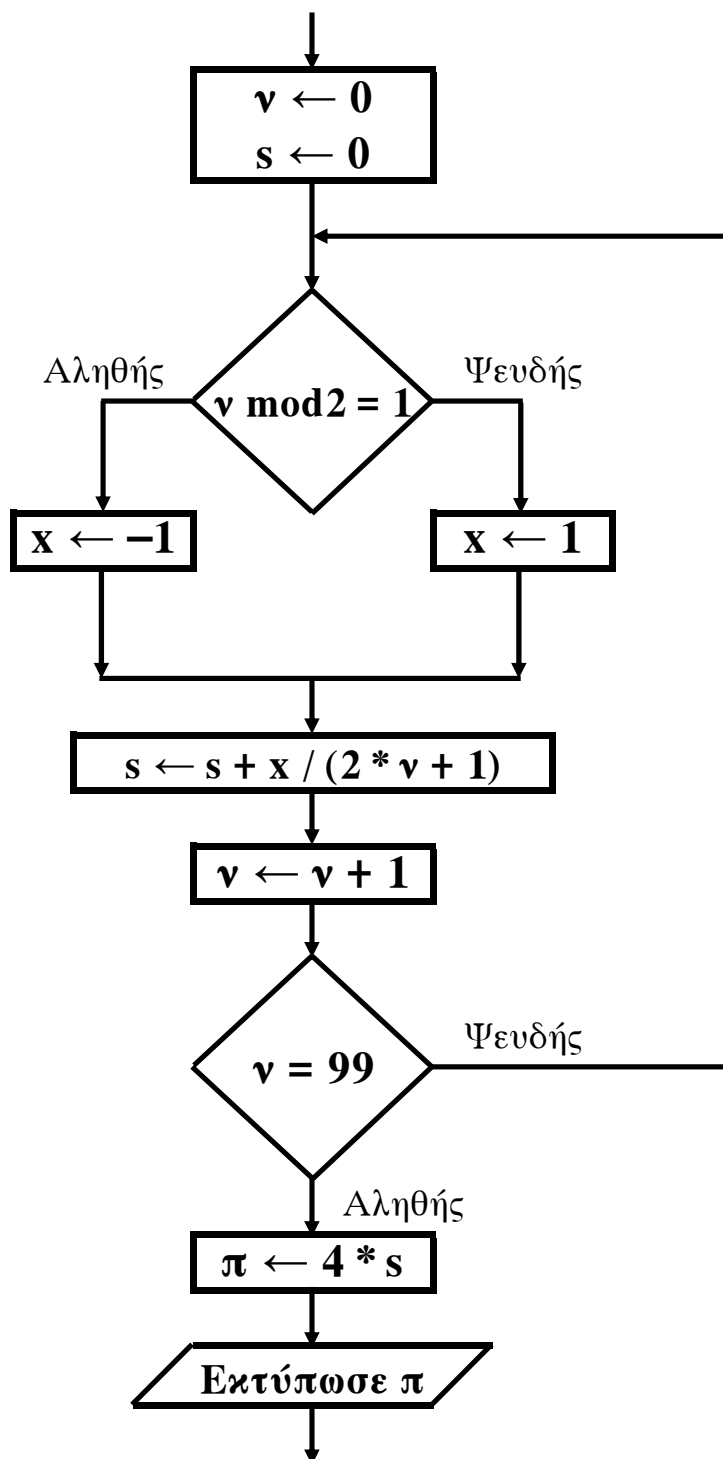 ν ← 0
s ← 0
Αληθής
Ψευδής
ν mod2 = 1
x ← −1
x ← 1
s ← s + x / (2 * ν + 1)
ν ← ν + 1
Ψευδής
ν = 99
Αληθής
π ← 4 * s
Εκτύπωσε π